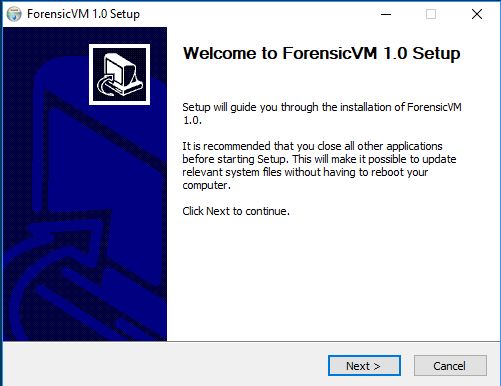 ForensicVM 1.0 Setup
Welcome to ForensicVM 1.0 Setup
Setup will guide you through the installation of ForensicVM
1.0.
It is recommended that you close all other applications
before starting Setup. This will make it possible to update
relevant system files without having to reboot your
computer.
Click Next to continue.
Next >
Cancel